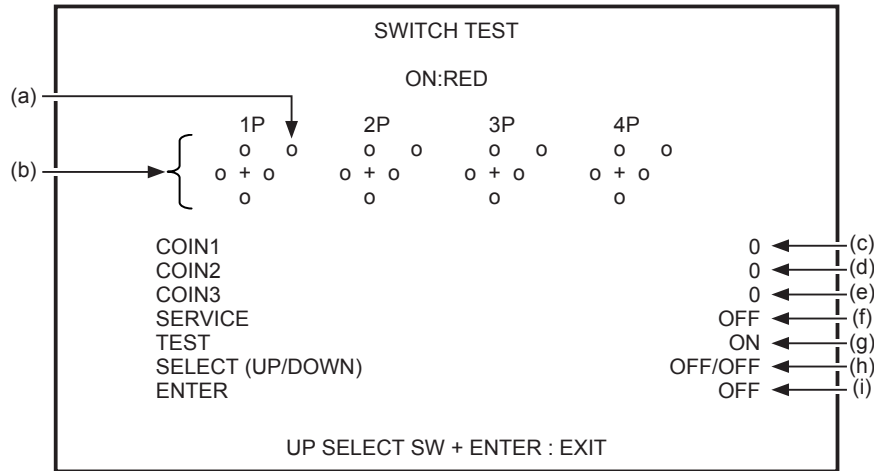 SWITCH TEST
ON:RED
(a)
1P 2P 3P 4P
o o o o o o o o
(b)
o + o o + o o + o o + o
o o o o
COIN1 0 (c)
COIN2 0 (d)
COIN3 0 (e)
SERVICE OFF (f)
TEST ON (g)
SELECT (UP/DOWN) OFF/OFF (h)
ENTER OFF (i)
UP SELECT SW + ENTER : EXIT